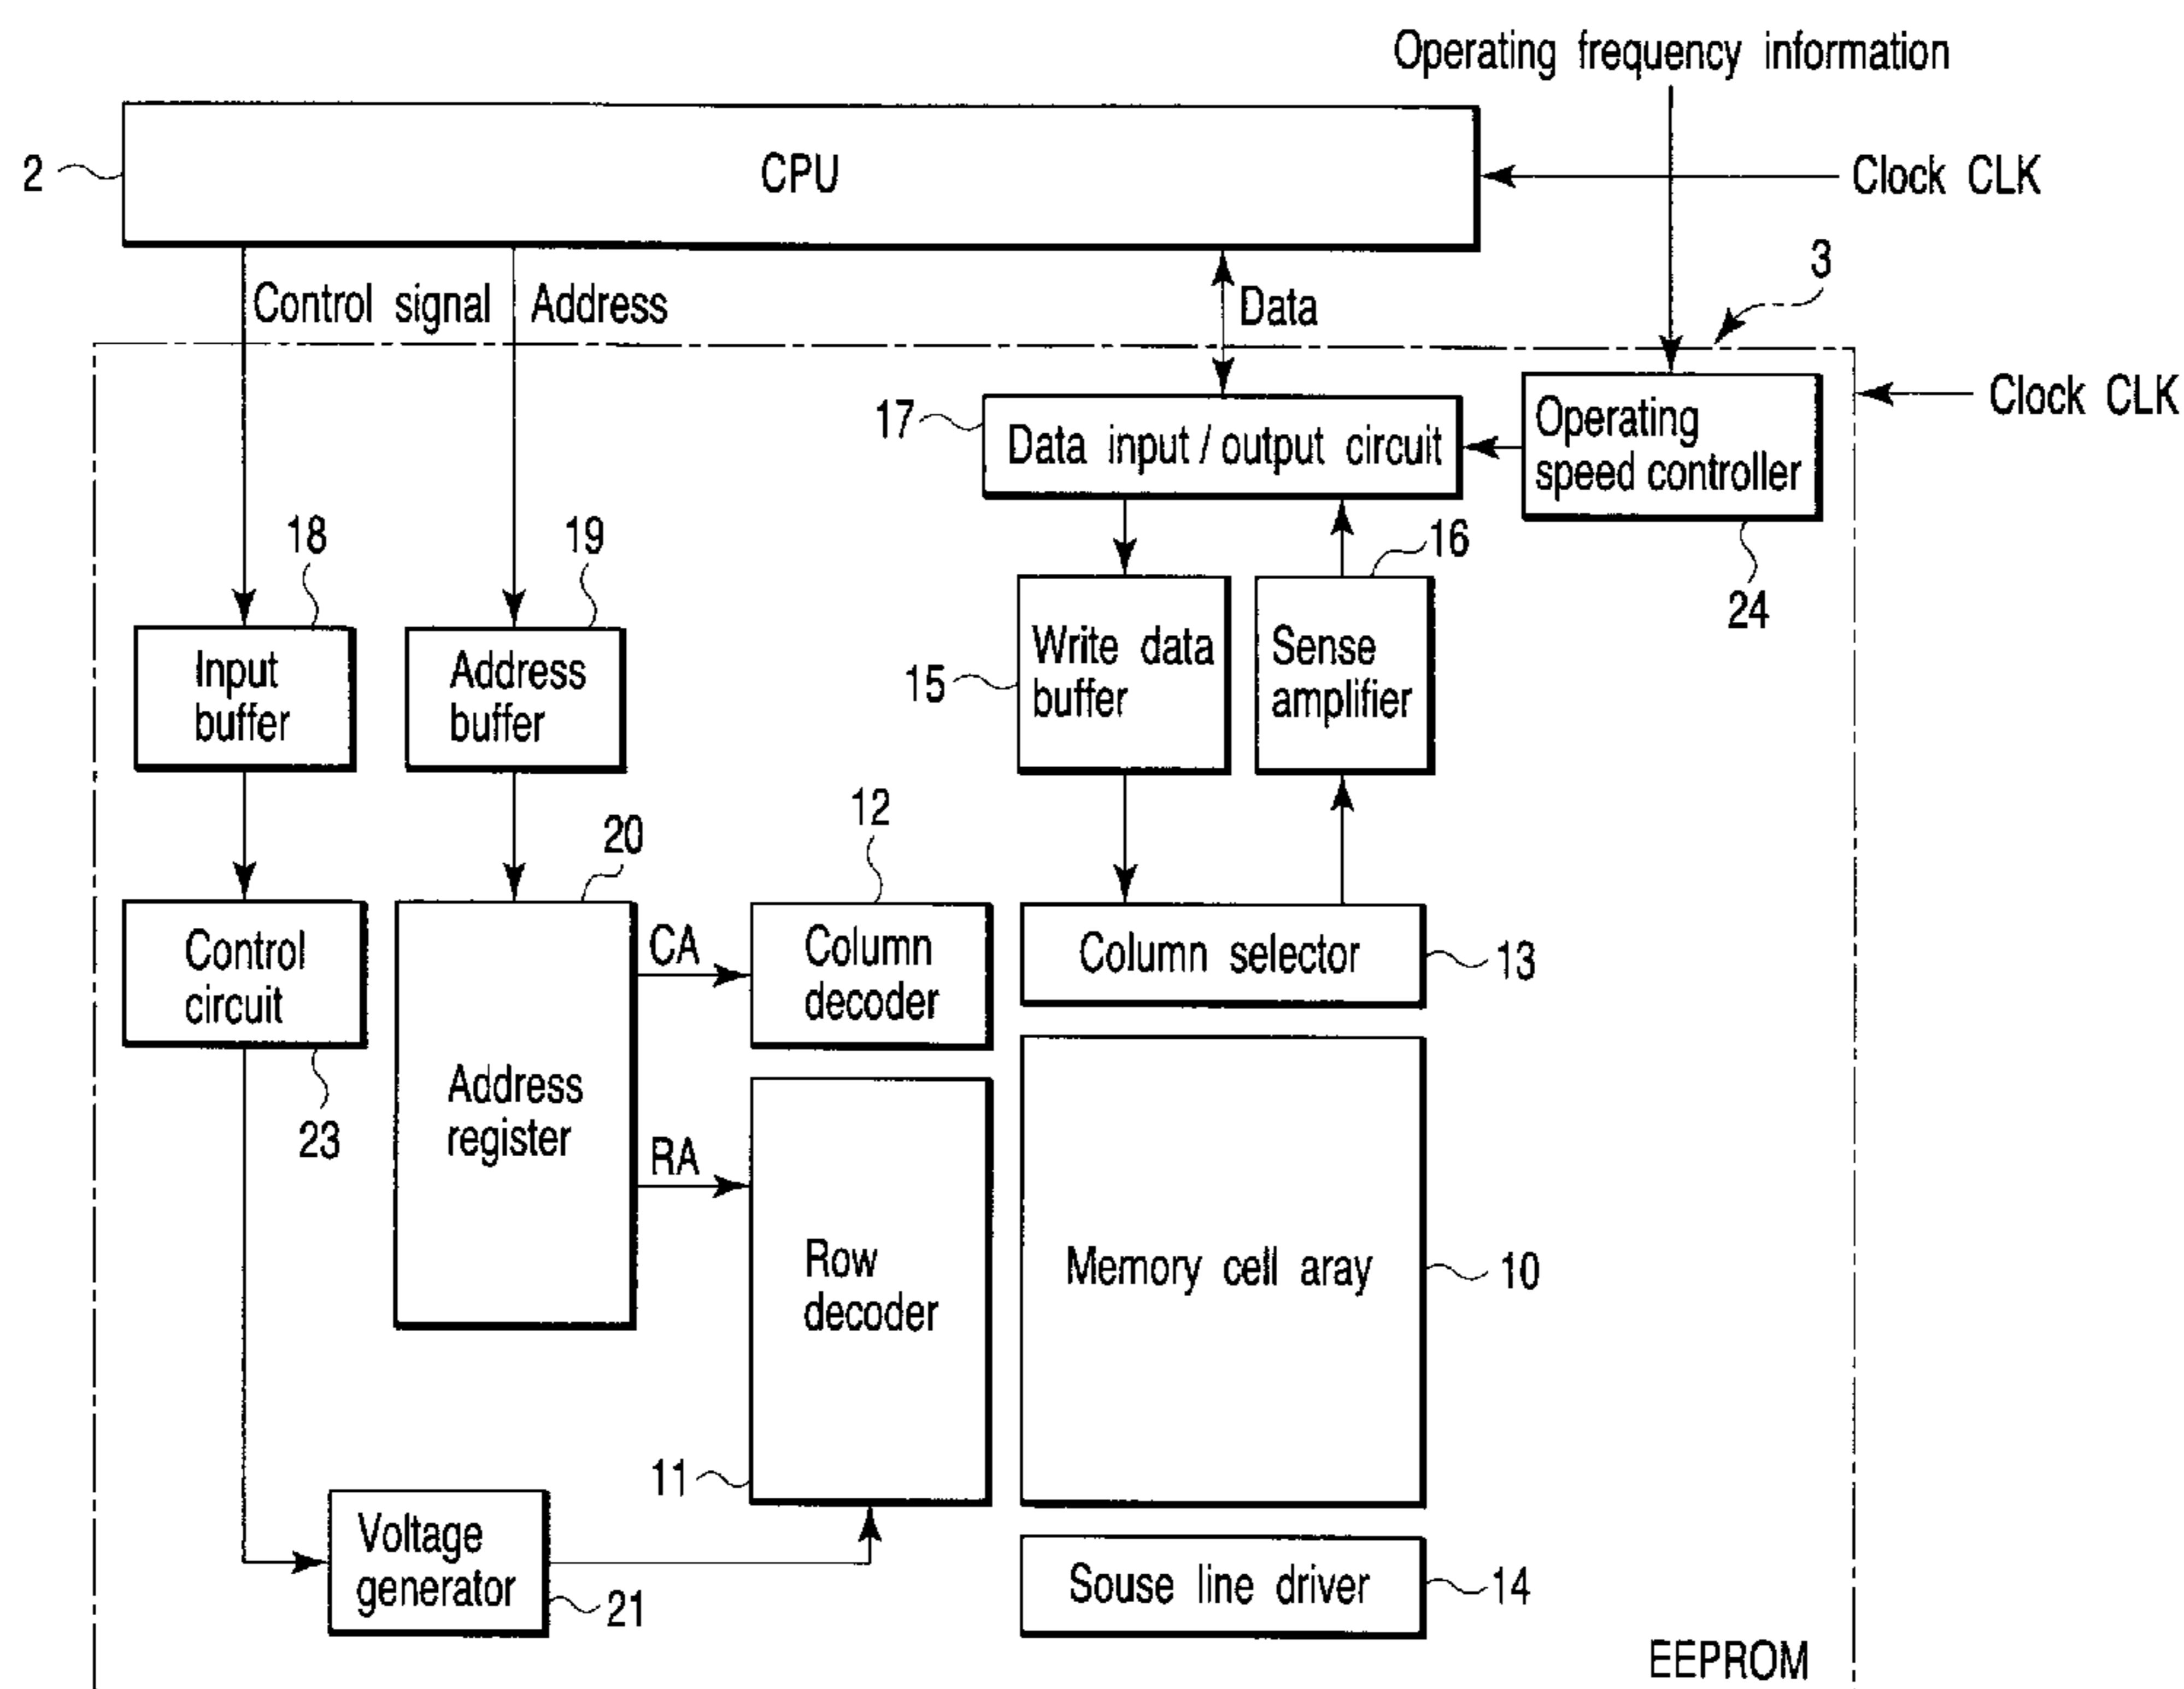 Operating frequency information
CPU
2
Clock CLK
3
Control signal
Address
Data
Clock CLK
17
Data input / output circuit
Operating
speed controller
24
18
19
16
Input
buffer
Address
buffer
15
Write data
buffer
Sense
amplifier
20
12
Control
circuit
23
Address
register
CA
RA
Column
decoder
Column selector
13
Row
decoder
11
Memory cell aray
10
Voltage
generator
21
Souse line driver
14
EEPROM